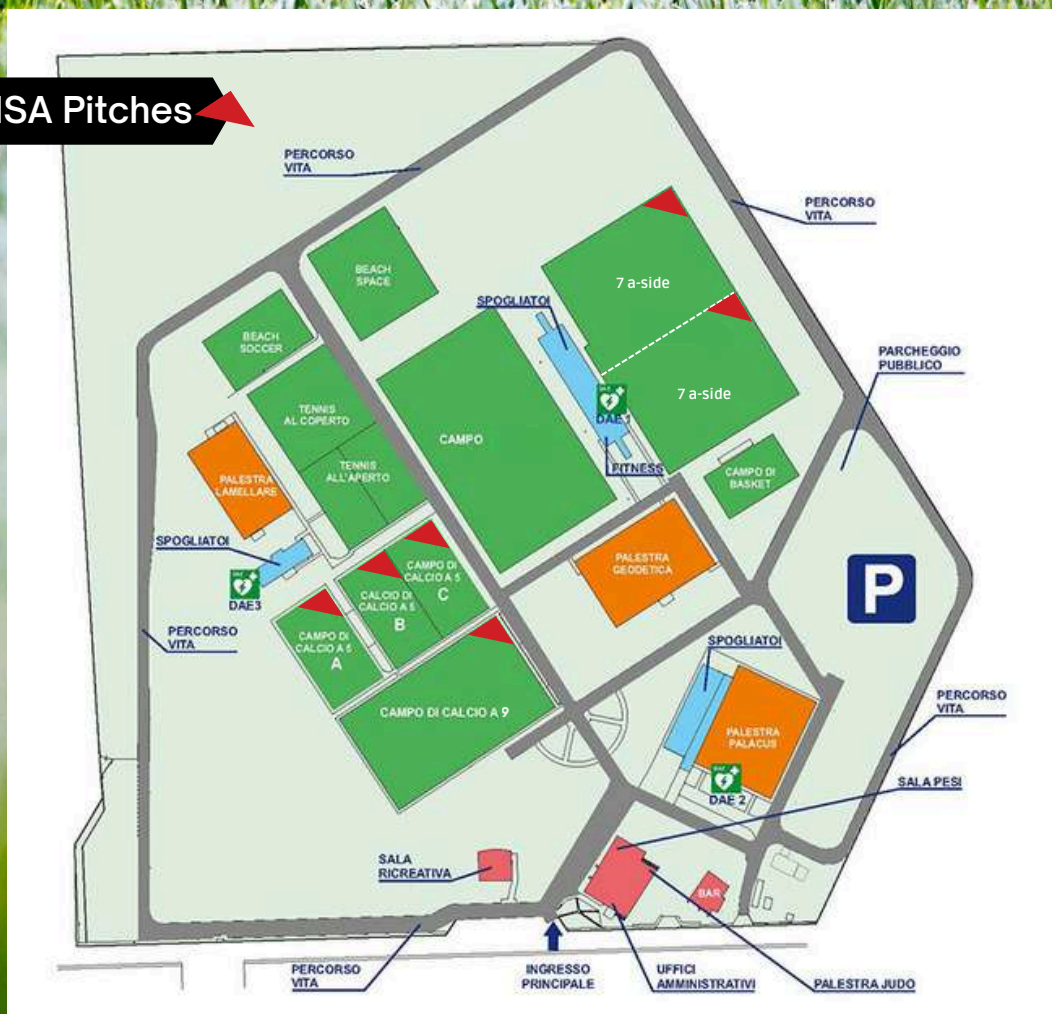 ISA Pitches
PERCORSO
VITA
PERCORSO
VITA
BEACH
SPACE
7 a-side
SPOGLIATOI
BEACH
SOCCER
PARCHEGGIO
PUBBLICO
7 a-side
DAE 1
TENNIS
AL COPERTO
CAMPO
FITNESS
CAMPO DI
BASKET
TENNIS
ALL'APERTO
PALESTRA
LAMELLARE
SPOGLIATOI
PALESTRA
GEODETICA
CAMPO DI
CALCIO A 5
C
P
DAE3
CALCIO DI
CALCIO A 5
B
PERCORSO
VITA
CAMPO DI
CALCIO A 5
A
SPOGLIATOI
PERCORSO
VITA
CAMPO DI CALCIO A 9
PALESTRA
PALACUS
SALA PESI
DAE 2
SALA
RICREATIVA
BAR
PERCORSO
VITA
INGRESSO
PRINCIPALE
UFFICI
AMMINISTRATIVI
PALESTRA JUDO